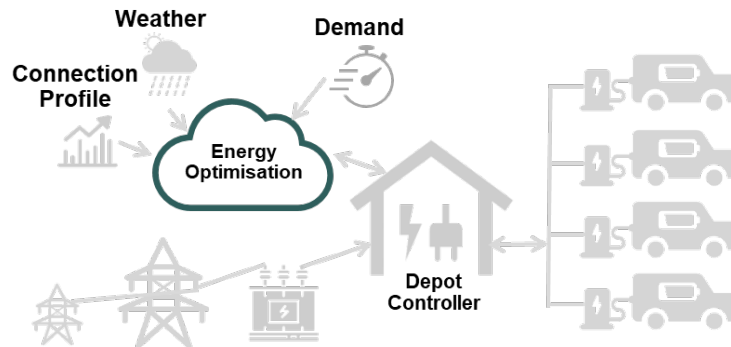 Weather
Demand
Connection
Profile
Energy
Optimisation
Depot
Controller